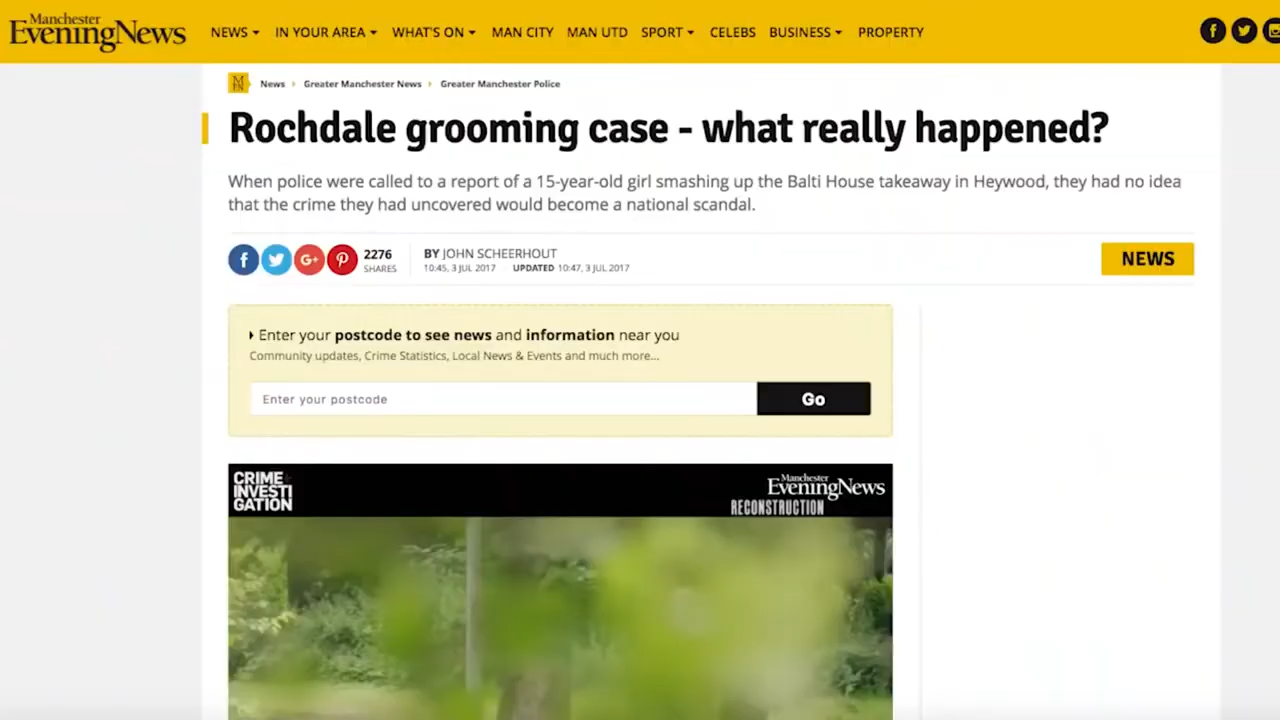 Manchester
Evening News
NEWS IN YOUR AREA WHAT'S ON MAN CITY MAN UTD SPORT CELEBS BUSINESS PROPERTY
News Greater Manchester News Greater Manchester Police
Rochdale grooming case - what really happened?
When police were called to a report of a 15-year-old girl smashing up the Balti House takeaway in Heywood, they had no idea
that the crime they had uncovered would become a national scandal.
2276
SHARES
BY JOHN SCHEERHOUT
10:45, 3 JUL 2017 UPDATED 10:47, 3 JUL 2017
NEWS
Enter your postcode to see news and information near you
Community updates, Crime Statistics, Local News & Events and much more...
Enter your postcode
Go
CRIME
INVESTI
GATION
Manchester
Evening News
RECONSTRUCTION